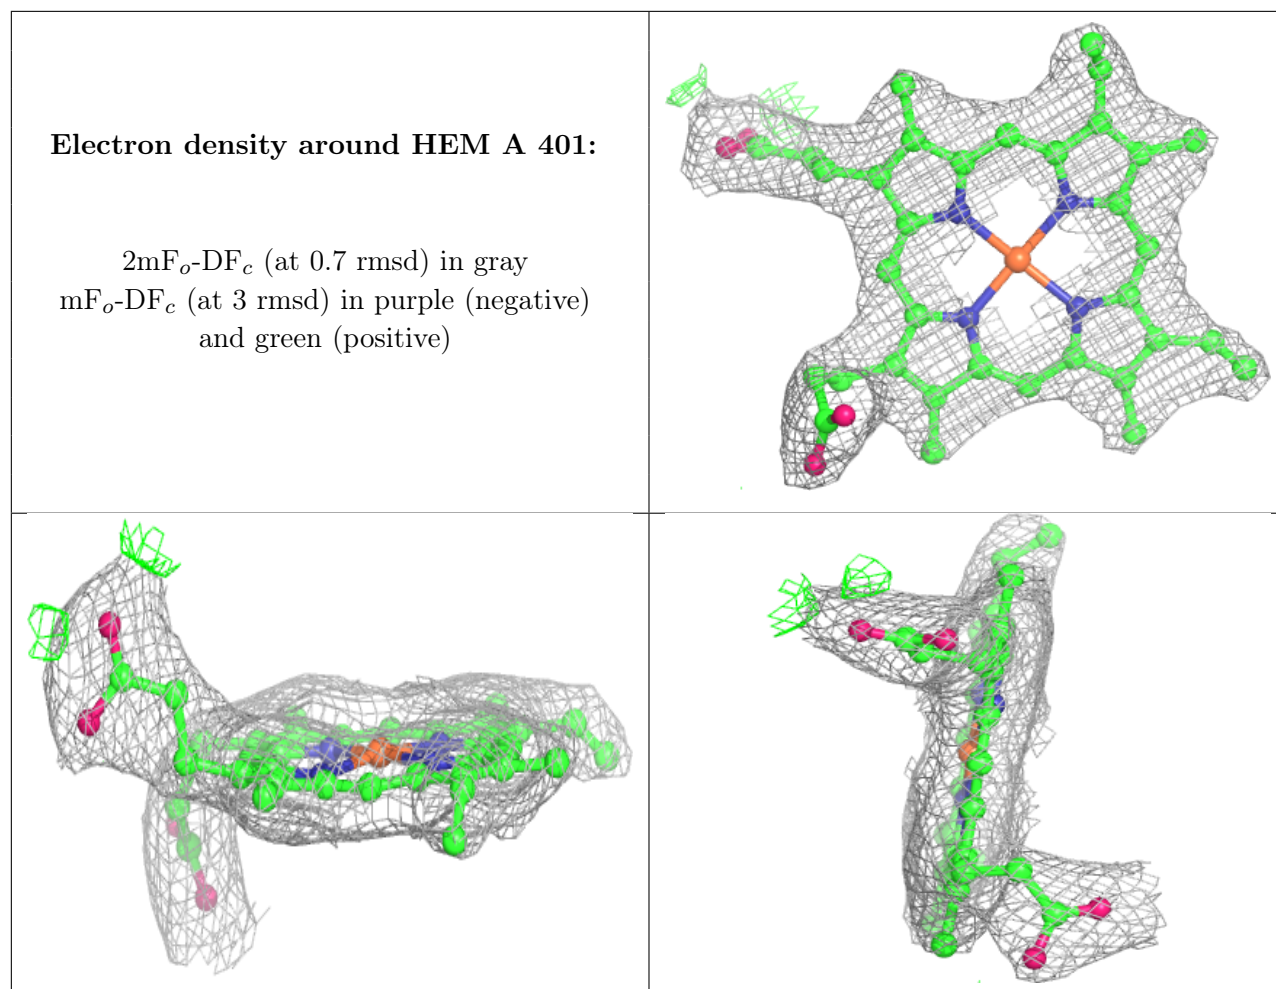 Electron density around HEM A 401:
2mFₒ-DF𝑐 (at 0.7 rmsd) in gray
mFₒ-DF𝑐 (at 3 rmsd) in purple (negative)
and green (positive)